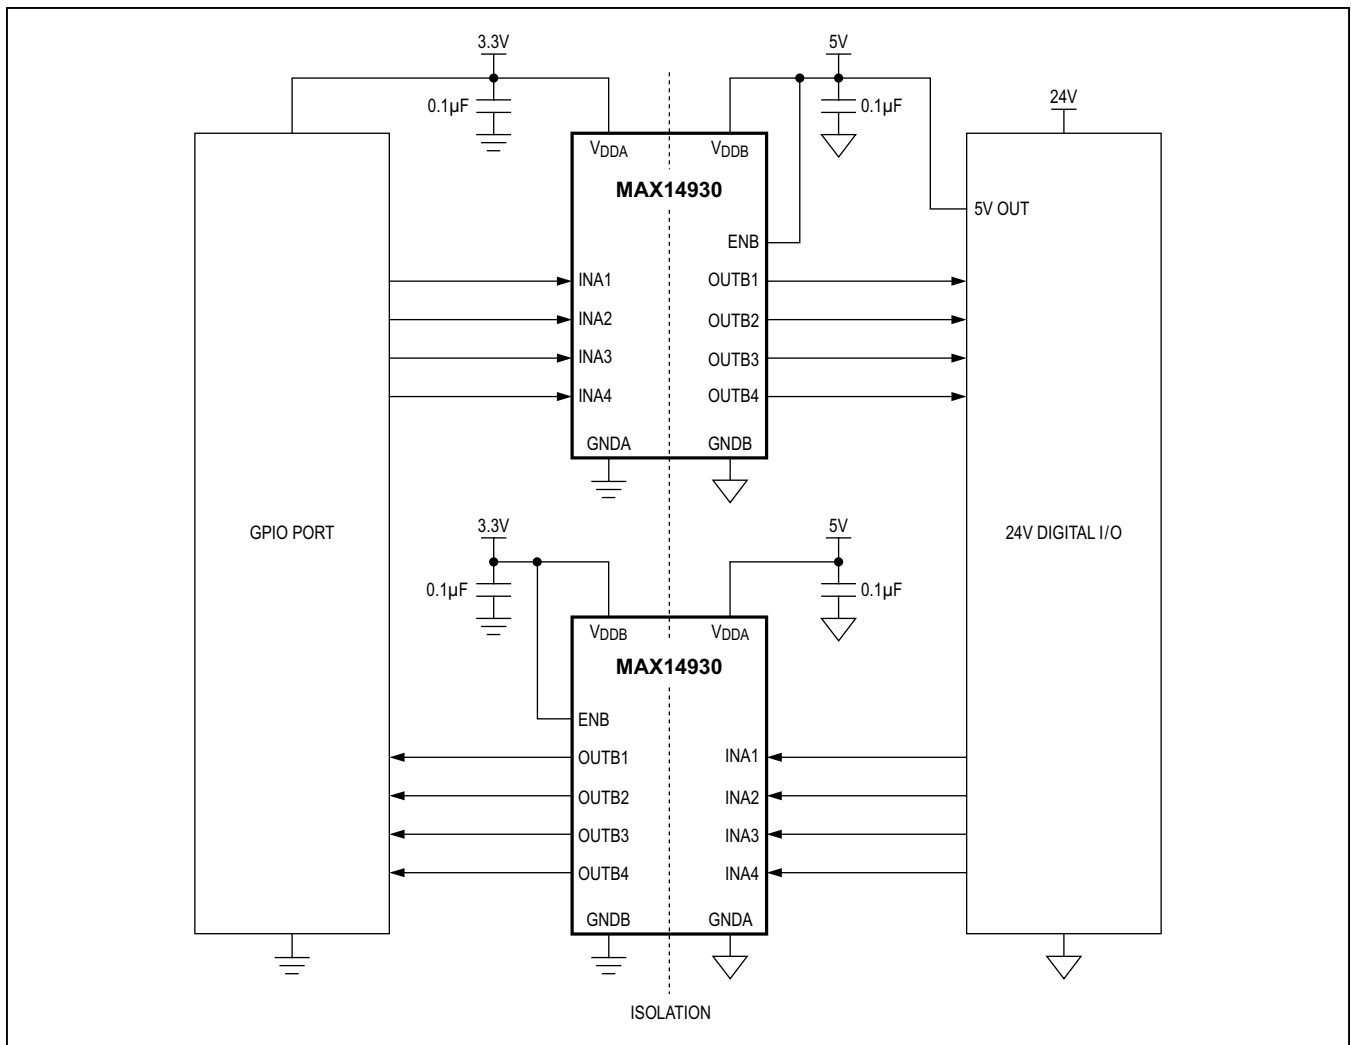 3.3V
5V
0.1µF
0.1µF
24V
VDDA
VDDB
MAX14930
5V OUT
ENB
INA1
OUTB1
INA2
OUTB2
INA3
OUTB3
INA4
OUTB4
GNDA
GNDB
GPIO PORT
24V DIGITAL I/O
3.3V
5V
0.1µF
0.1µF
VDDB
VDDA
MAX14930
ENB
OUTB1
INA1
OUTB2
INA2
OUTB3
INA3
OUTB4
INA4
GNDB
GNDA
ISOLATION